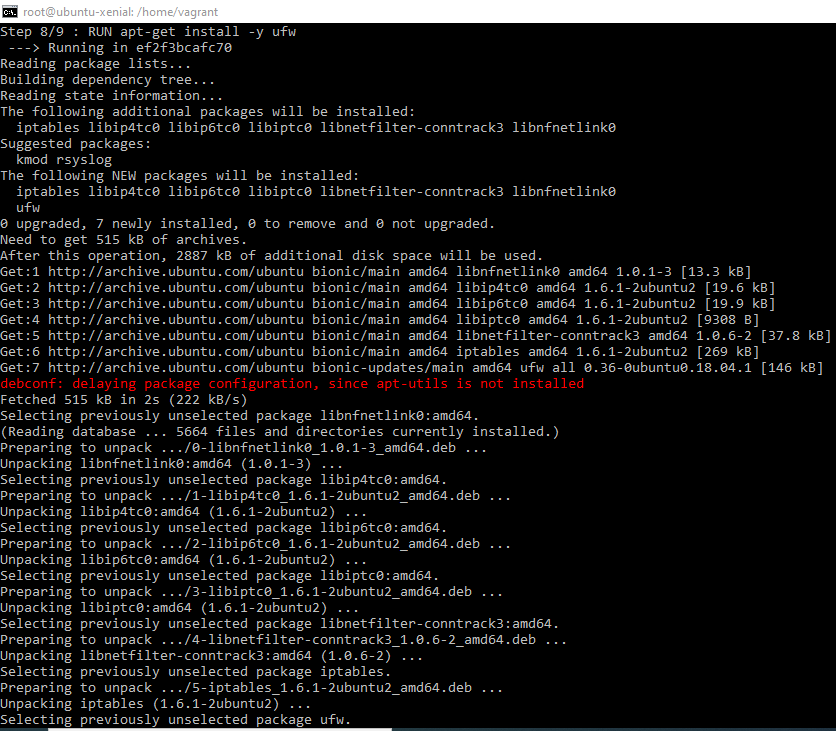 root@ubuntu-xenial: /home/vagrant
Step 8/9 : RUN apt-get install -y ufw
 ---> Running in ef2f3bcafc70
Reading package lists...
Building dependency tree...
Reading state information...
The following additional packages will be installed:
  iptables libip4tc0 libip6tc0 libiptc0 libnetfilter-conntrack3 libnfnetlink0
Suggested packages:
  kmod rsyslog
The following NEW packages will be installed:
  iptables libip4tc0 libip6tc0 libiptc0 libnetfilter-conntrack3 libnfnetlink0
  ufw
0 upgraded, 7 newly installed, 0 to remove and 0 not upgraded.
Need to get 515 kB of archives.
After this operation, 2887 kB of additional disk space will be used.
Get:1 http://archive.ubuntu.com/ubuntu bionic/main amd64 libnfnetlink0 amd64 1.0.1-3 [13.3 kB]
Get:2 http://archive.ubuntu.com/ubuntu bionic/main amd64 libip4tc0 amd64 1.6.1-2ubuntu2 [19.6 kB]
Get:3 http://archive.ubuntu.com/ubuntu bionic/main amd64 libip6tc0 amd64 1.6.1-2ubuntu2 [19.9 kB]
Get:4 http://archive.ubuntu.com/ubuntu bionic/main amd64 libiptc0 amd64 1.6.1-2ubuntu2 [9308 B]
Get:5 http://archive.ubuntu.com/ubuntu bionic/main amd64 libnetfilter-conntrack3 amd64 1.0.6-2 [37.8 kB]
Get:6 http://archive.ubuntu.com/ubuntu bionic/main amd64 iptables amd64 1.6.1-2ubuntu2 [269 kB]
Get:7 http://archive.ubuntu.com/ubuntu bionic-updates/main amd64 ufw all 0.36-0ubuntu0.18.04.1 [146 kB]
debconf: delaying package configuration, since apt-utils is not installed
Fetched 515 kB in 2s (222 kB/s)
Selecting previously unselected package libnfnetlink0:amd64.
(Reading database ... 5664 files and directories currently installed.)
Preparing to unpack .../0-libnfnetlink0_1.0.1-3_amd64.deb ...
Unpacking libnfnetlink0:amd64 (1.0.1-3) ...
Selecting previously unselected package libip4tc0:amd64.
Preparing to unpack .../1-libip4tc0_1.6.1-2ubuntu2_amd64.deb ...
Unpacking libip4tc0:amd64 (1.6.1-2ubuntu2) ...
Selecting previously unselected package libip6tc0:amd64.
Preparing to unpack .../2-libip6tc0_1.6.1-2ubuntu2_amd64.deb ...
Unpacking libip6tc0:amd64 (1.6.1-2ubuntu2) ...
Selecting previously unselected package libiptc0:amd64.
Preparing to unpack .../3-libiptc0_1.6.1-2ubuntu2_amd64.deb ...
Unpacking libiptc0:amd64 (1.6.1-2ubuntu2) ...
Selecting previously unselected package libnetfilter-conntrack3:amd64.
Preparing to unpack .../4-libnetfilter-conntrack3_1.0.6-2_amd64.deb ...
Unpacking libnetfilter-conntrack3:amd64 (1.0.6-2) ...
Selecting previously unselected package iptables.
Preparing to unpack .../5-iptables_1.6.1-2ubuntu2_amd64.deb ...
Unpacking iptables (1.6.1-2ubuntu2) ...
Selecting previously unselected package ufw.